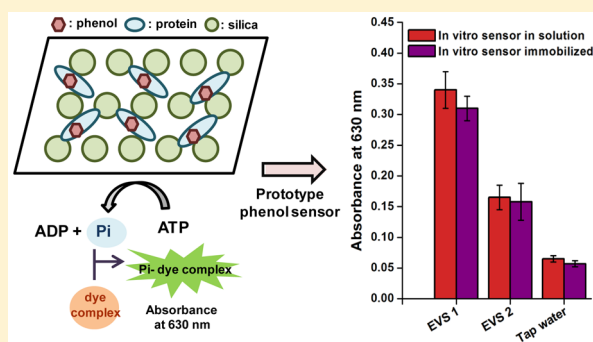 : phenol : protein : silica
ADP + Pi ATP
dye
complex
Pi- dye complex
Absorbance
at 630 nm
Prototype
phenol sensor
Absorbance at 630 nm
0.45
0.40
0.35
0.30
0.25
0.20
0.15
0.10
0.05
0.00
In vitro sensor in solution
In vitro sensor immobilized
EVS 1
EVS 2
Tap water